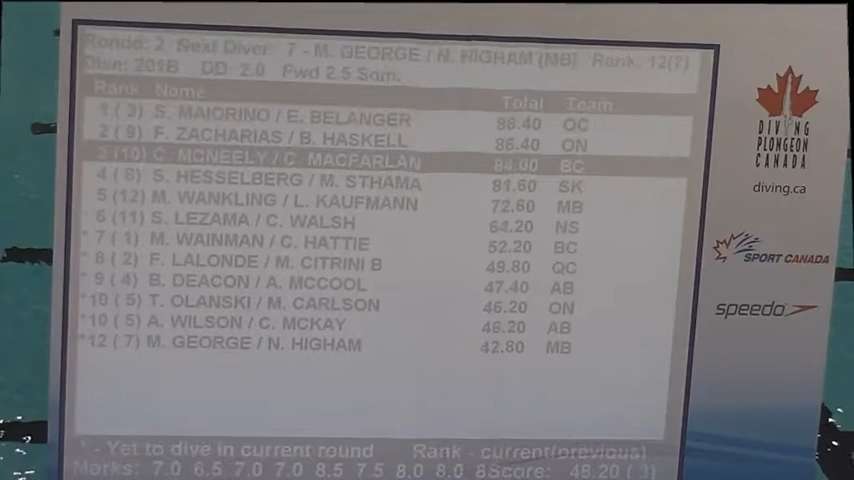 Rondo: 2 Next Diver 7 - M. GEORGE / N. HIGHAM (MB) Rank: 12(7)
Dlsn: 201B DD 2.0 Fwd 2.5 Som.
Rank Name Total Team
1 ( 3) S. MAIORINO / E. BELANGER 86.40 QC
2 ( 9) F. ZACHARIAS / B. HASKELL 86.40 ON
3 (10) C MCNEELY / C. MACFARLAN 84.00 BC
4 ( 8) S. HESSELBERG / M. STHAMA 81.60 SK
5 (12) M. WANKLING / L. KAUFMANN 72.60 MB
6 (11) S. LEZAMA / C. WALSH 64.20 NS
* 7 ( 1) M. WAINMAN / C. HATTIE 52.20 BC
* 8 ( 2) F. LALONDE / M. CITRINI B 49.80 QC
* 9 ( 4) B. DEACON / A. MCCOOL 47.40 AB
*10 ( 5) T. OLANSKI / M. CARLSON 46.20 ON
*10 ( 5) A. WILSON / C. MCKAY 46.20 AB
*12 ( 7) M. GEORGE / N. HIGHAM 42.80 MB
* - Yet to dive in current round Rank - current(previous)
Marks: 7.0 6.5 7.0 7.0 8.5 7.5 8.0 8.0 8 Score: 48.20 ( 3)
DIVING
PLONGEON
CANADA
diving.ca
SPORT CANADA
speedo